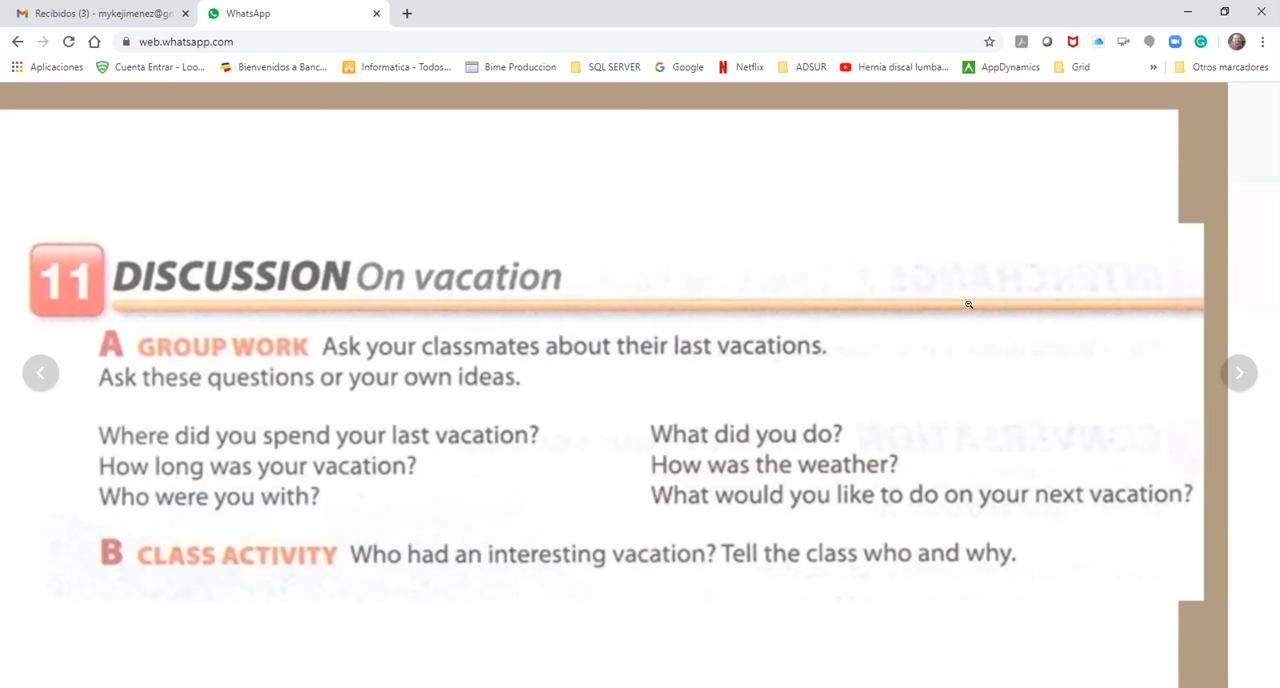 Recibidos (3) - mykejimenez@gn
WhatsApp
web.whatsapp.com
Aplicaciones
Cuenta Entrar - Loo...
Bienvenidos a Banc...
Informatica - Todos...
Bime Produccion
SQL SERVER
Google
Netflix
ADSUR
Hernia discal lumba...
AppDynamics
Grid
»
Otros marcadores
11 DISCUSSION On vacation
A GROUP WORK Ask your classmates about their last vacations.
Ask these questions or your own ideas.
Where did you spend your last vacation?
How long was your vacation?
Who were you with?
What did you do?
How was the weather?
What would you like to do on your next vacation?
B CLASS ACTIVITY Who had an interesting vacation? Tell the class who and why.